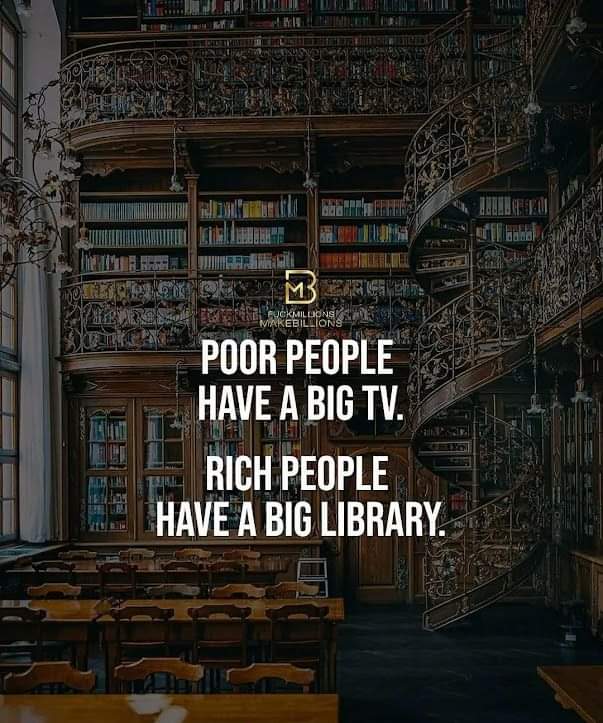 MB
FUCKMILLIONS
MAKEBILLIONS
POOR PEOPLE
HAVE A BIG TV.
RICH PEOPLE
HAVE A BIG LIBRARY.